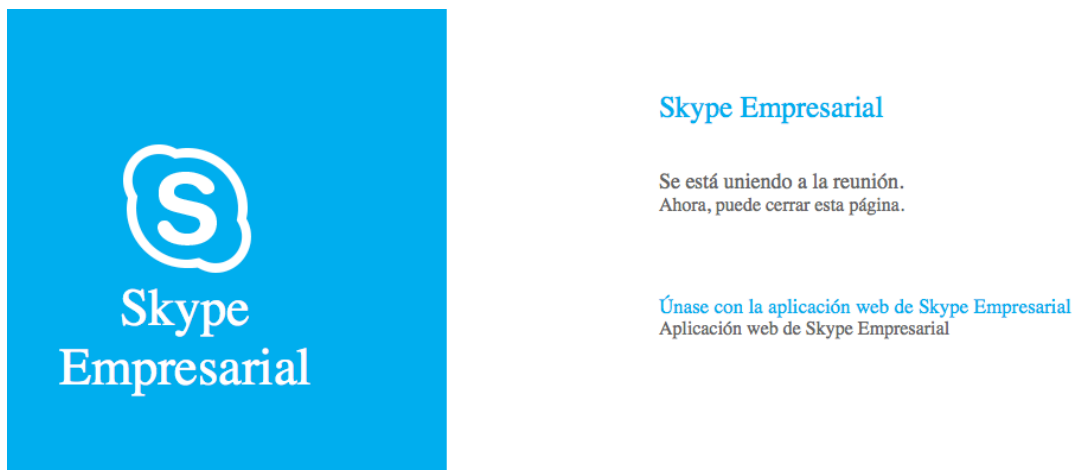 Skype
Empresarial
Skype Empresarial
Se está uniendo a la reunión.
Ahora, puede cerrar esta página.
Únase con la aplicación web de Skype Empresarial
Aplicación web de Skype Empresarial